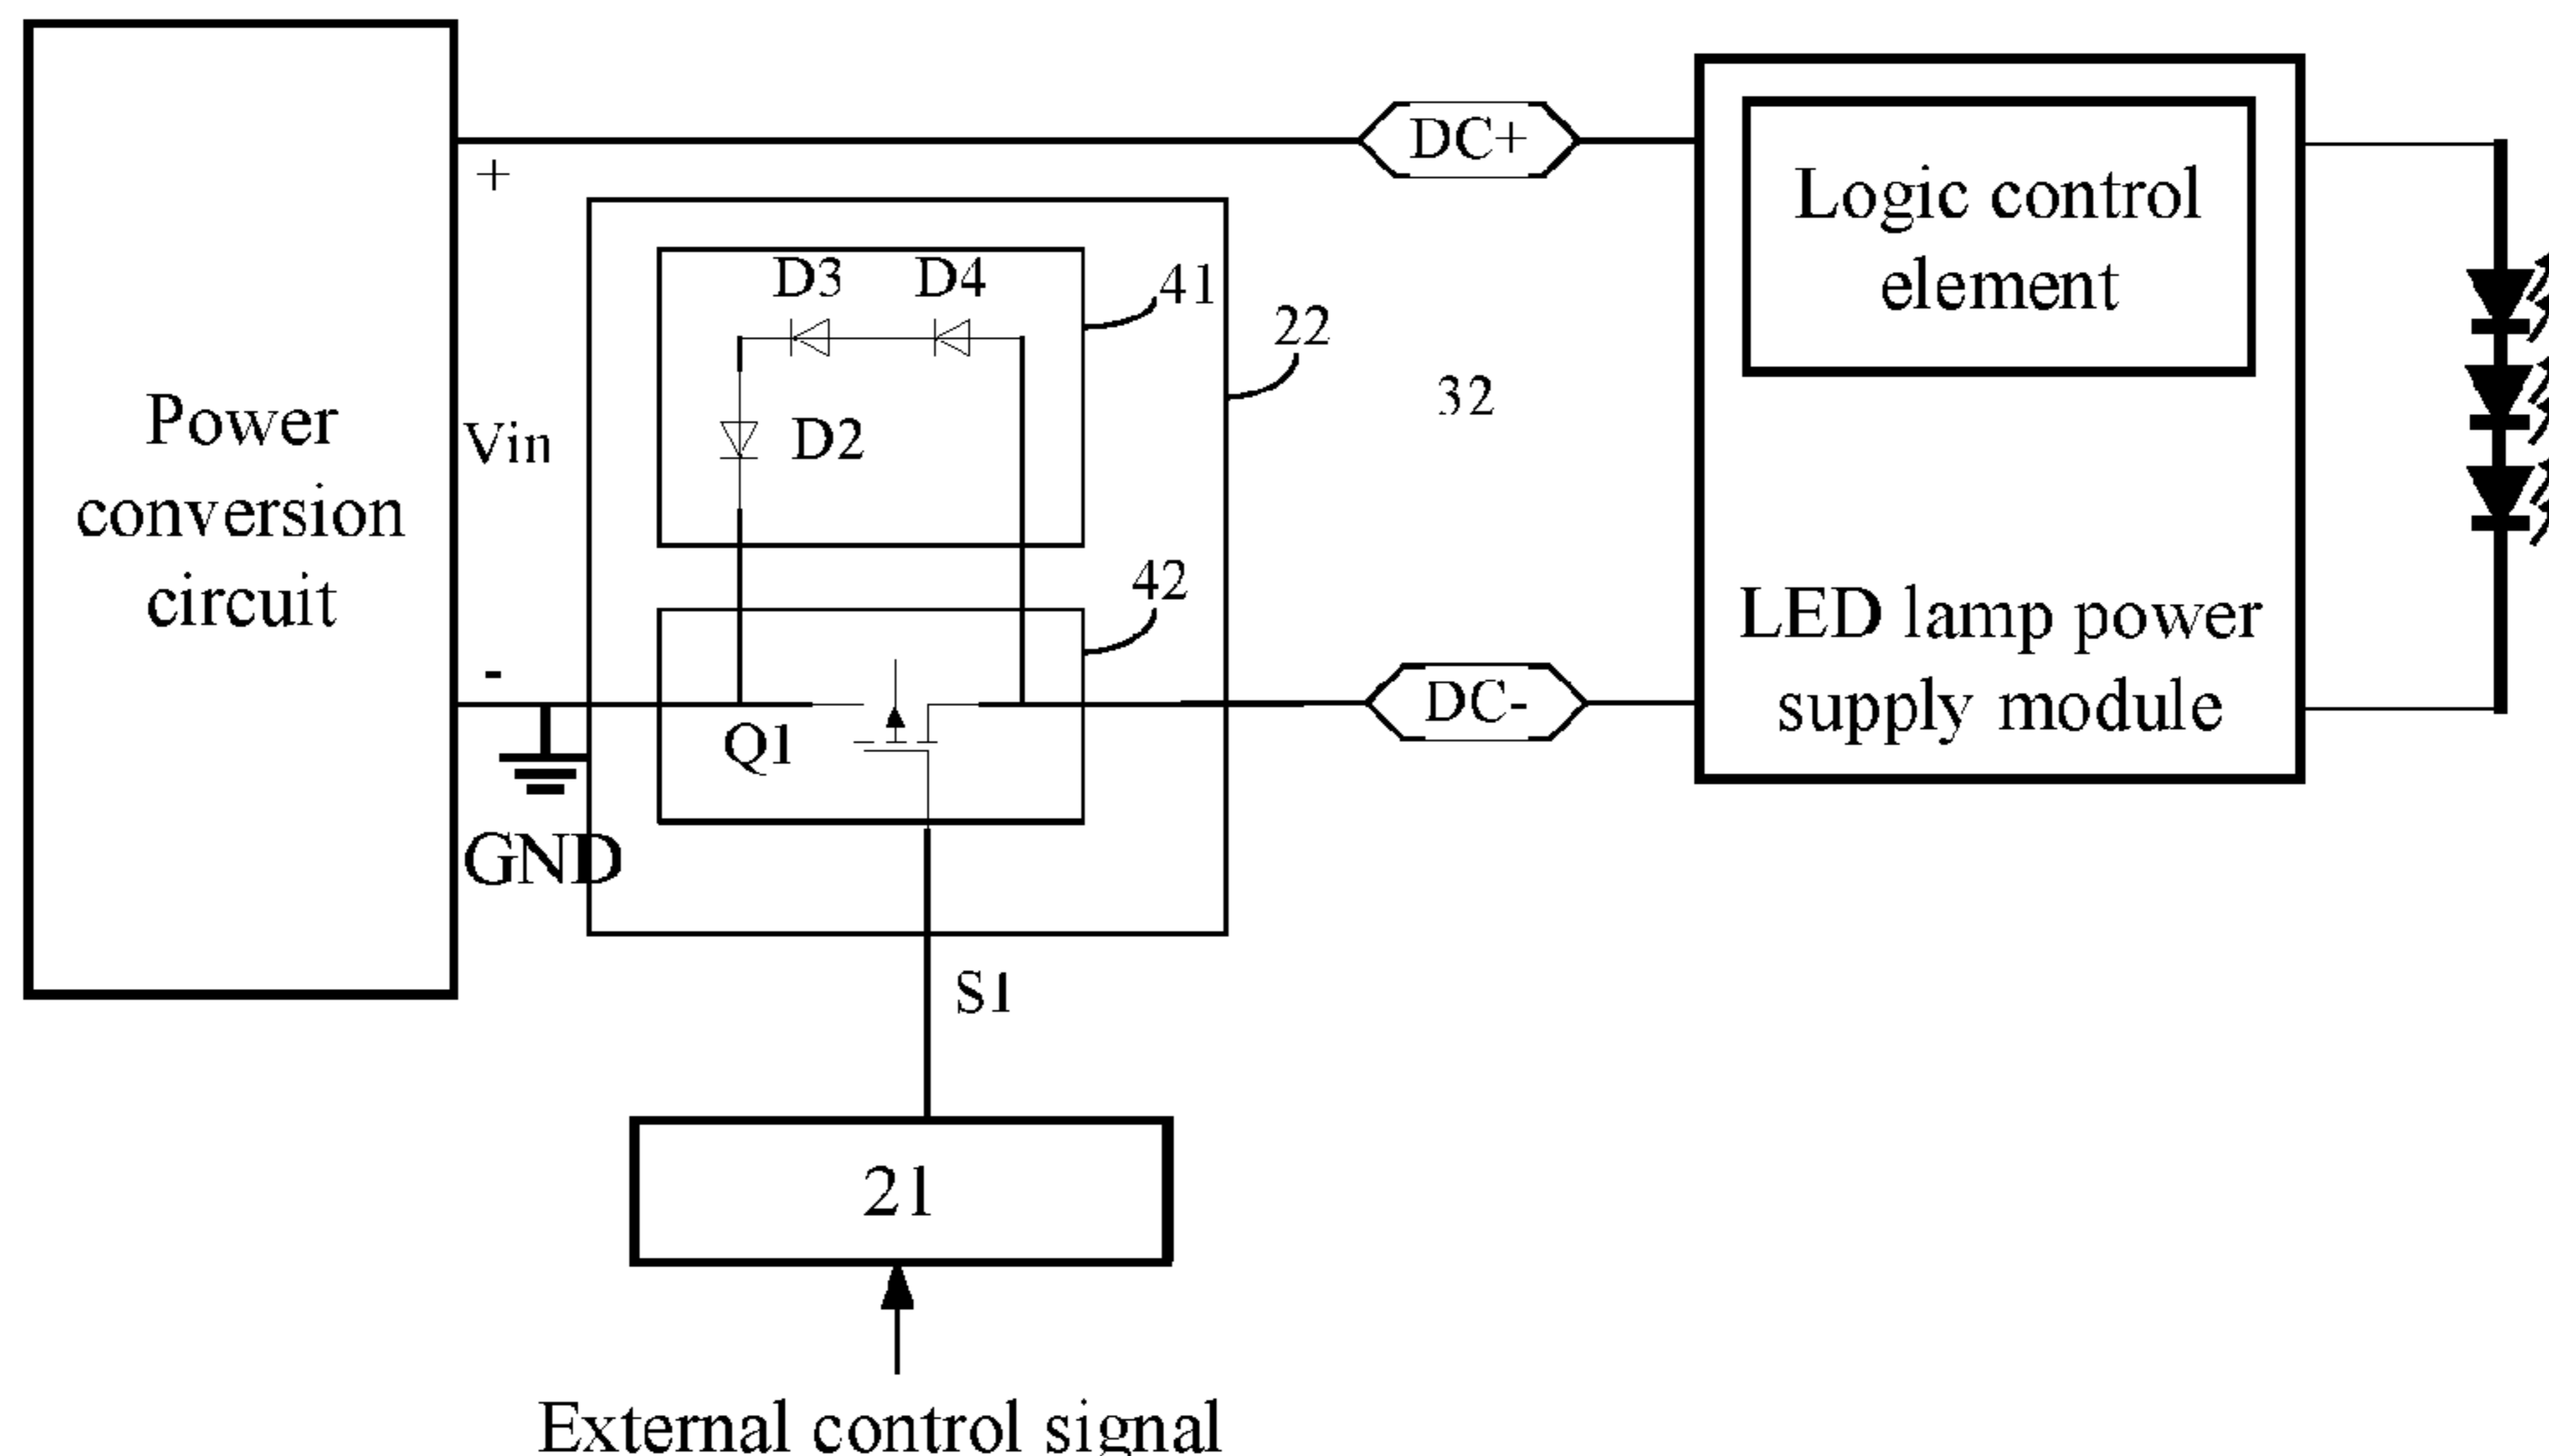 DC+
+
Logic control
element
D3
D4
41
22
32
Power
conversion
circuit
Vin
D2
42
LED lamp power
supply module
-
DC-
Q1
GND
S1
21
External control signal